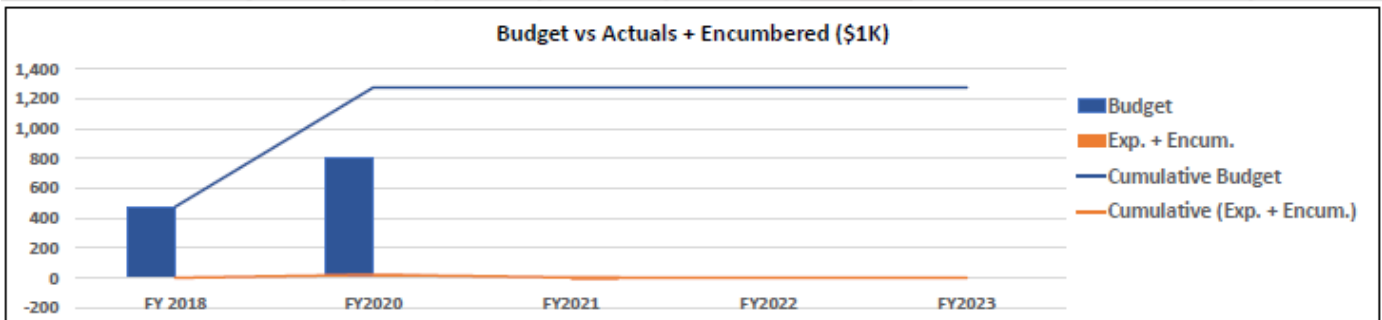 Budget vs Actuals + Encumbered ($1K)
1,400
1,200
1,000
800
600
400
200
0
-200
FY 2018 FY2020 FY2021 FY2022 FY2023
Budget
Exp. + Encum.
Cumulative Budget
Cumulative (Exp. + Encum.)